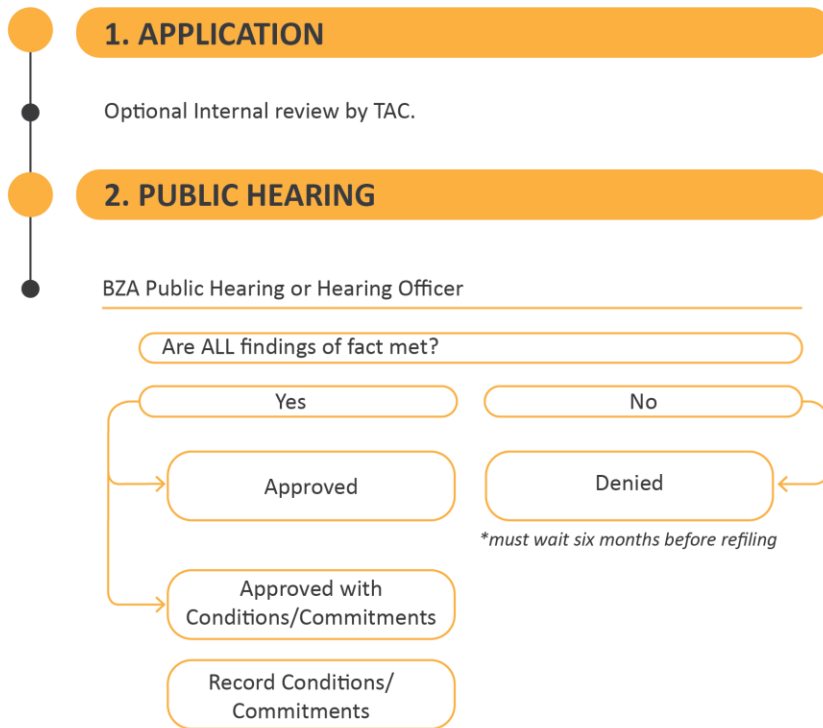 1. APPLICATION
Optional Internal review by TAC.
2. PUBLIC HEARING
BZA Public Hearing or Hearing Officer
Are ALL findings of fact met?
Yes
No
Approved
Denied
*must wait six months before refiling
Approved with
Conditions/Commitments
Record Conditions/
Commitments